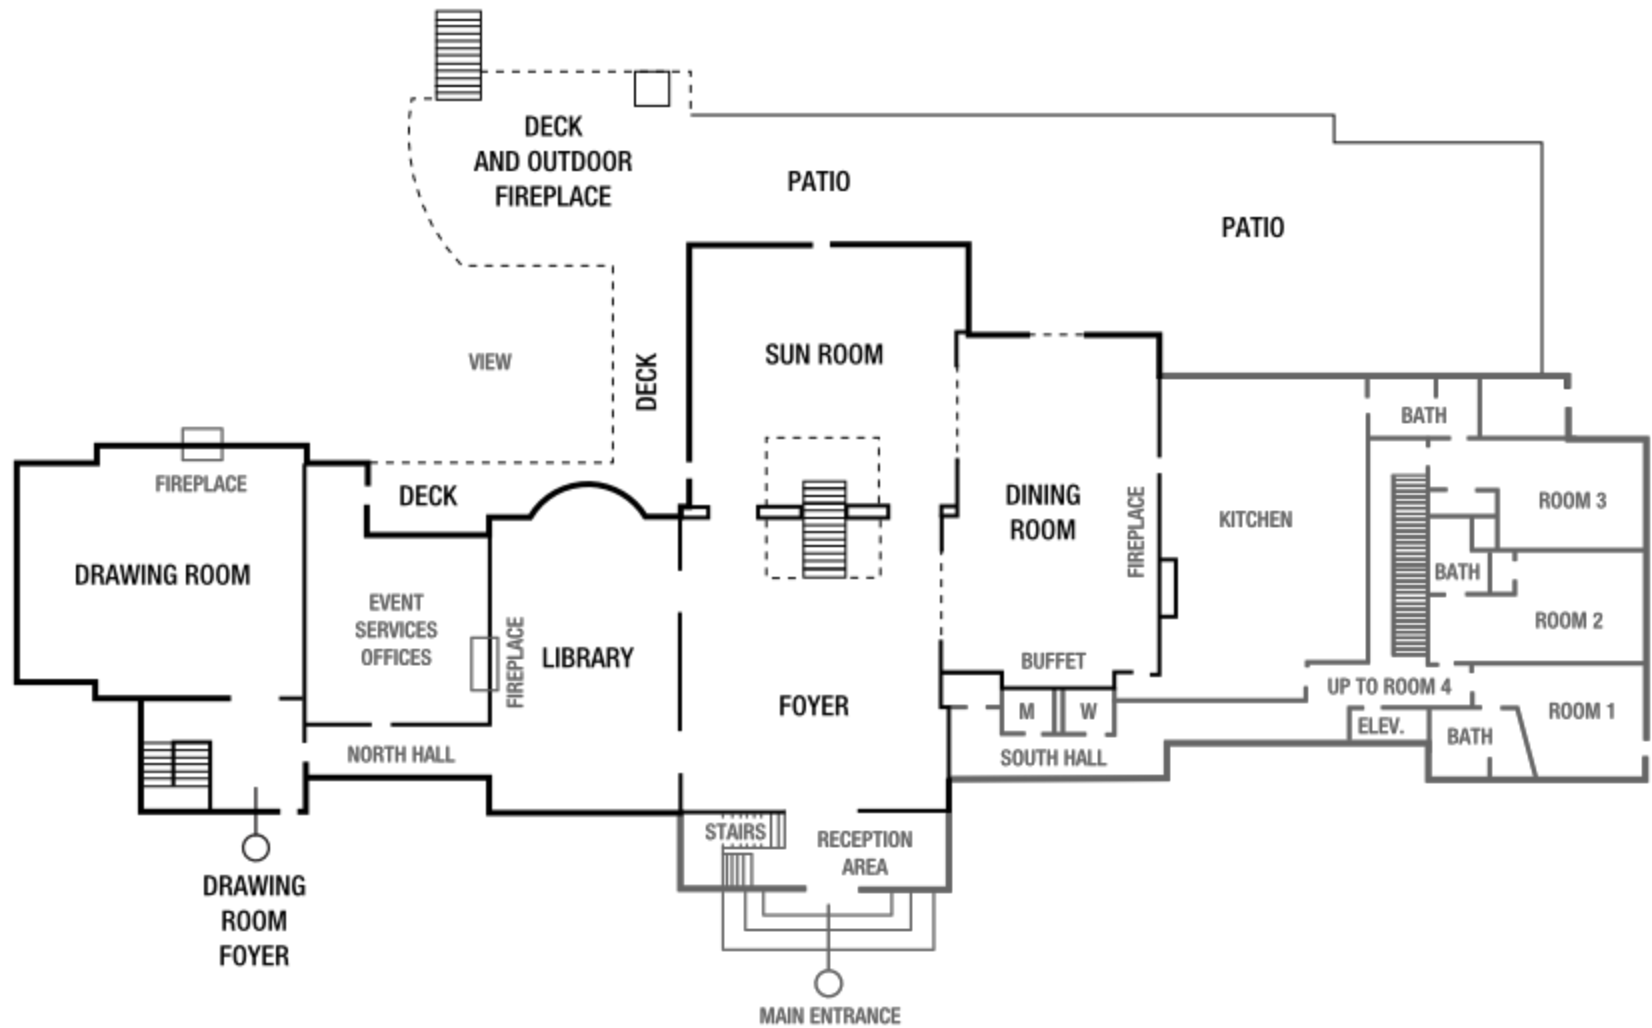 DECK
AND OUTDOOR
FIREPLACE
PATIO
PATIO
VIEW
DECK
SUN ROOM
BATH
FIREPLACE
DECK
DINING
ROOM
FIREPLACE
KITCHEN
ROOM 3
DRAWING ROOM
BATH
EVENT
SERVICES
OFFICES
FIREPLACE
LIBRARY
ROOM 2
BUFFET
UP TO ROOM 4
FOYER
M
W
ROOM 1
ELEV.
BATH
NORTH HALL
SOUTH HALL
STAIRS
RECEPTION
AREA
DRAWING
ROOM
FOYER
MAIN ENTRANCE